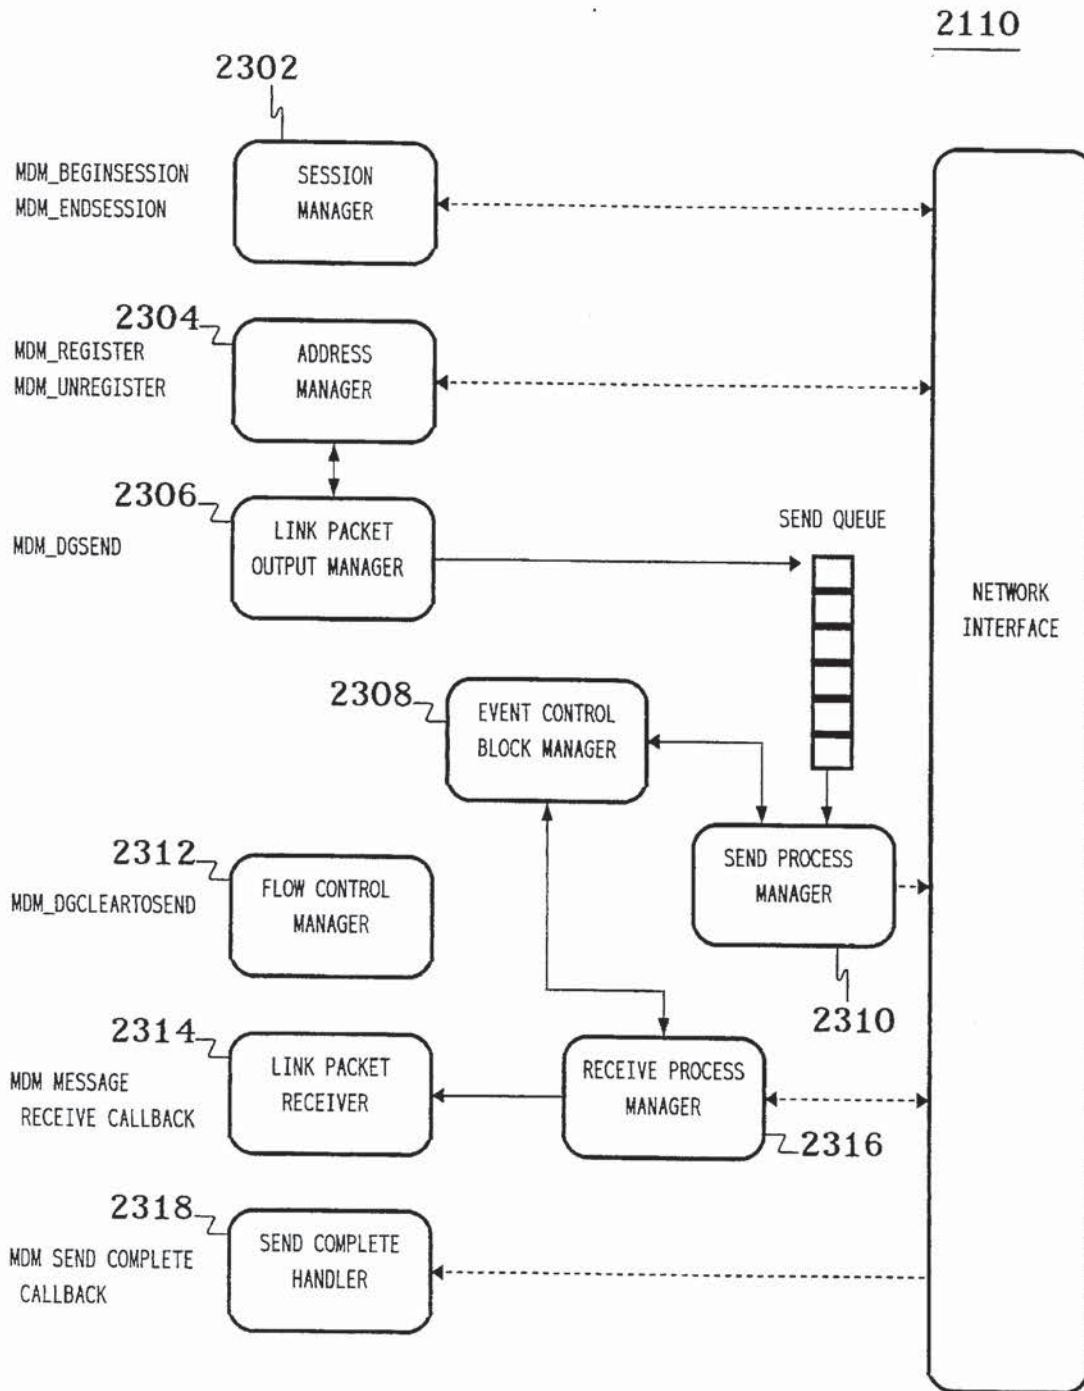 2110
2302
MDM_BEGINSESSION
MDM_ENDSESSION
SESSION
MANAGER
2304
MDM_REGISTER
MDM_UNREGISTER
ADDRESS
MANAGER
2306
MDM_DGSEND
LINK PACKET
OUTPUT MANAGER
SEND QUEUE
NETWORK
INTERFACE
2308
EVENT CONTROL
BLOCK MANAGER
2312
MDM_DGCLEARTOSEND
FLOW CONTROL
MANAGER
SEND PROCESS
MANAGER
2310
2314
MDM MESSAGE
RECEIVE CALLBACK
LINK PACKET
RECEIVER
RECEIVE PROCESS
MANAGER
2316
2318
MDM SEND COMPLETE
CALLBACK
SEND COMPLETE
HANDLER